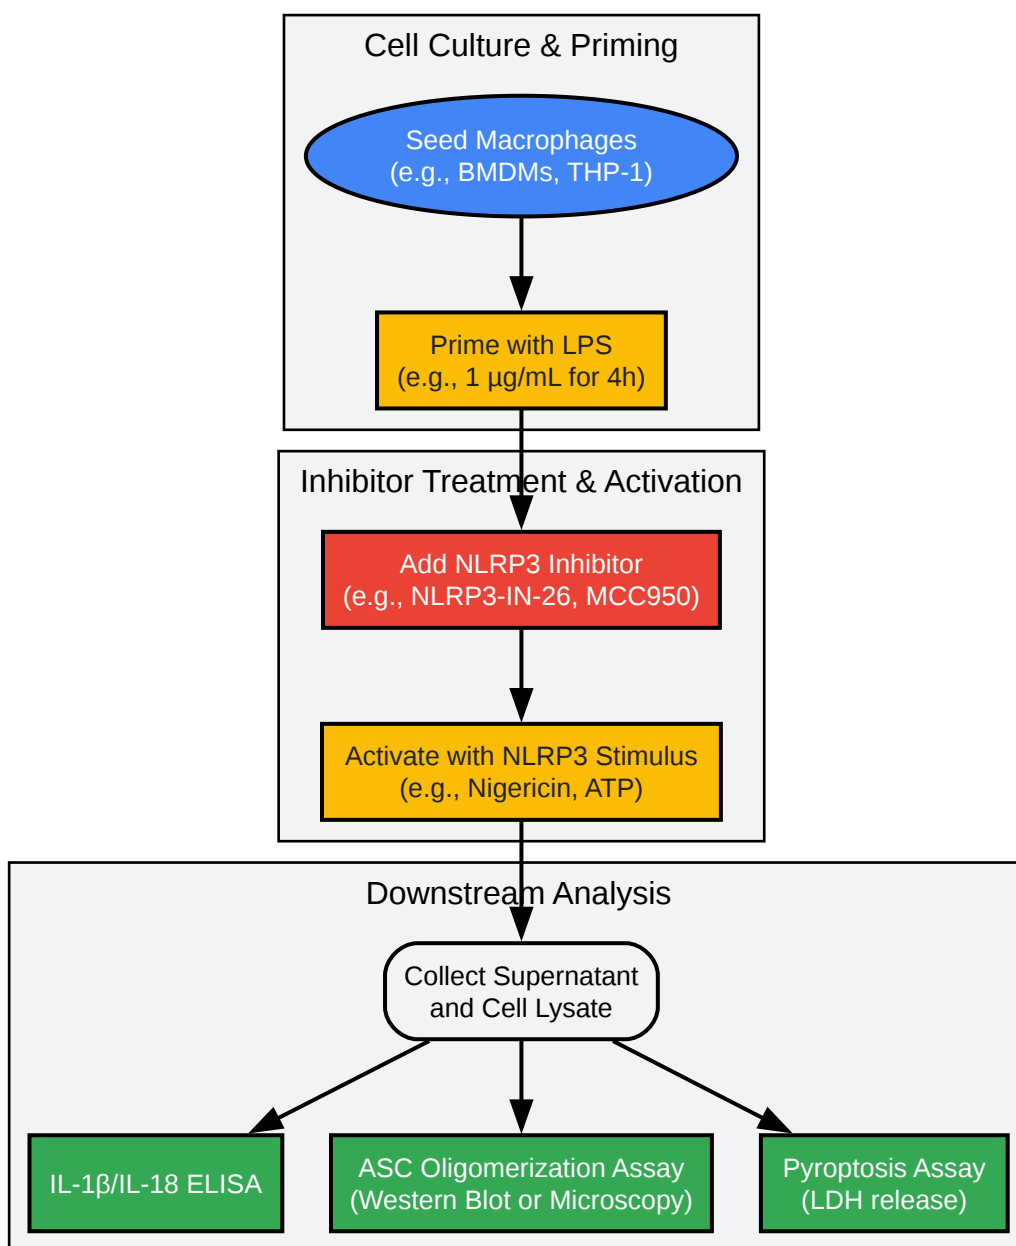 Cell Culture & Priming
Seed Macrophages
(e.g., BMDMs, THP-1)
Prime with LPS
(e.g., 1 µg/mL for 4h)
Inhibitor Treatment & Activation
Add NLRP3 Inhibitor
(e.g., NLRP3-IN-26, MCC950)
Activate with NLRP3 Stimulus
(e.g., Nigericin, ATP)
Downstream Analysis
Collect Supernatant
and Cell Lysate
IL-1β/IL-18 ELISA
ASC Oligomerization Assay
(Western Blot or Microscopy)
Pyroptosis Assay
(LDH release)